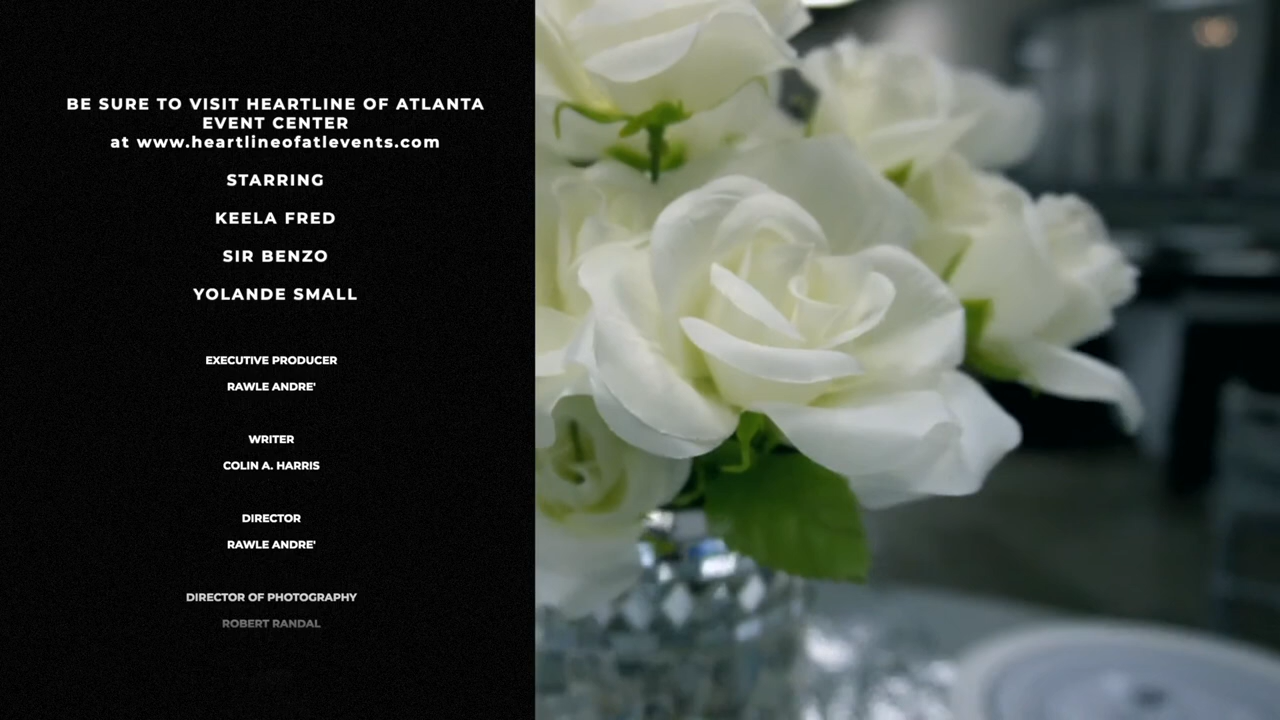 BE SURE TO VISIT HEARTLINE OF ATLANTA
EVENT CENTER
at www.heartlineofatlevents.com
STARRING
KEELA FRED
SIR BENZO
YOLANDE SMALL
EXECUTIVE PRODUCER
RAWLE ANDRE'
WRITER
COLIN A. HARRIS
DIRECTOR
RAWLE ANDRE'
DIRECTOR OF PHOTOGRAPHY
ROBERT RANDAL